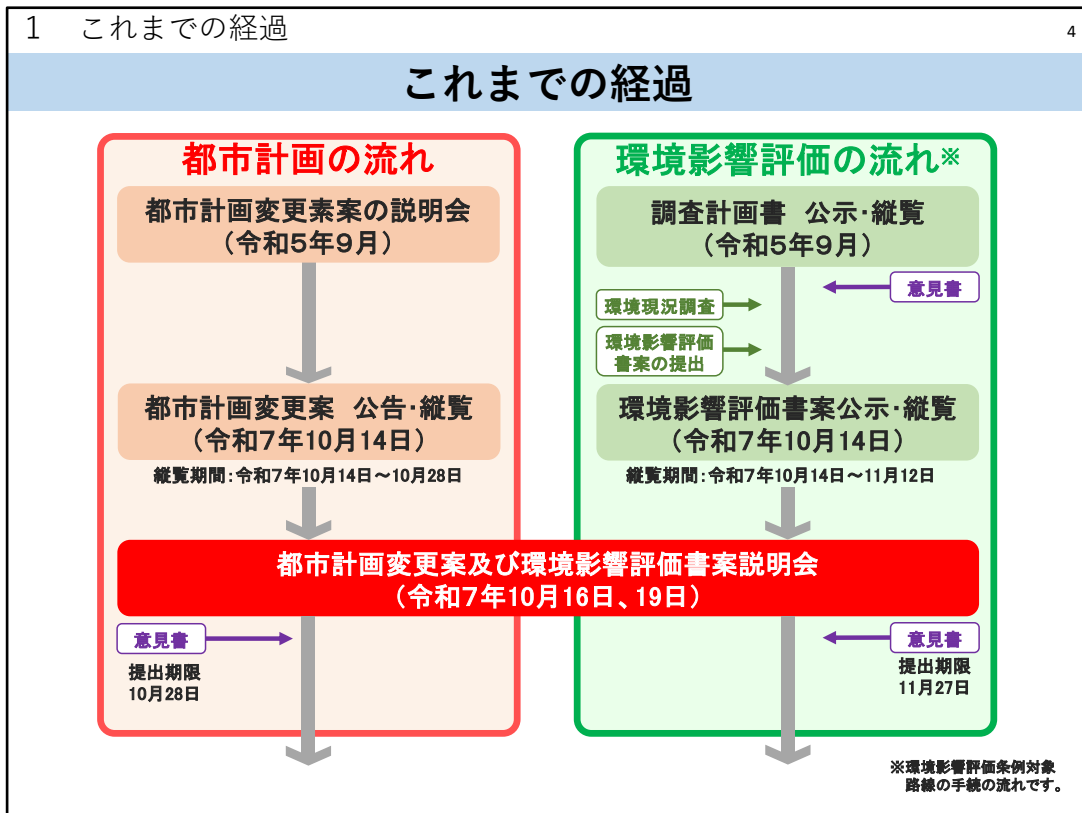 1 これまでの経過
4
これまでの経過
都市計画の流れ
都市計画変更素案の説明会
(令和5年9月)
都市計画変更案 公告・縦覧
(令和7年10月14日)
縦覧期間:令和7年10月14日～10月28日
環境影響評価の流れ※
調査計画書 公示・縦覧
(令和5年9月)
意見書
環境現況調査
環境影響評価
書案の提出
環境影響評価書案公示・縦覧
(令和7年10月14日)
縦覧期間:令和7年10月14日～11月12日
都市計画変更案及び環境影響評価書案説明会
(令和7年10月16日、19日)
意見書
提出期限
10月28日
意見書
提出期限
11月27日
※環境影響評価条例対象
路線の手続の流れです。